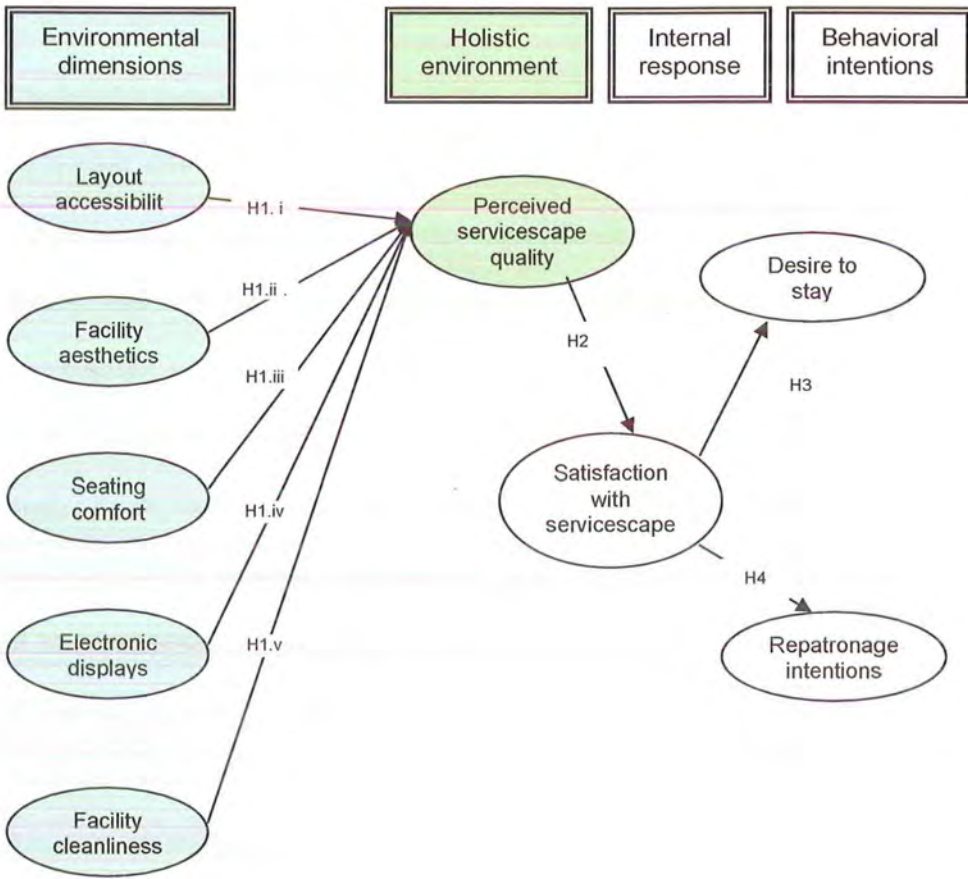 Environmental
dimensions
Holistic
environment
Internal
response
Behavioral
intentions
Layout
accessibilit
H1. i
Perceived
servicescape
quality
Desire to
stay
H1.ii .
Facility
aesthetics
H2
H1.iii
H3
Seating
comfort
Satisfaction
with
servicescape
H1.iv
H4
Electronic
displays
H1.v
Repatronage
intentions
Facility
cleanliness